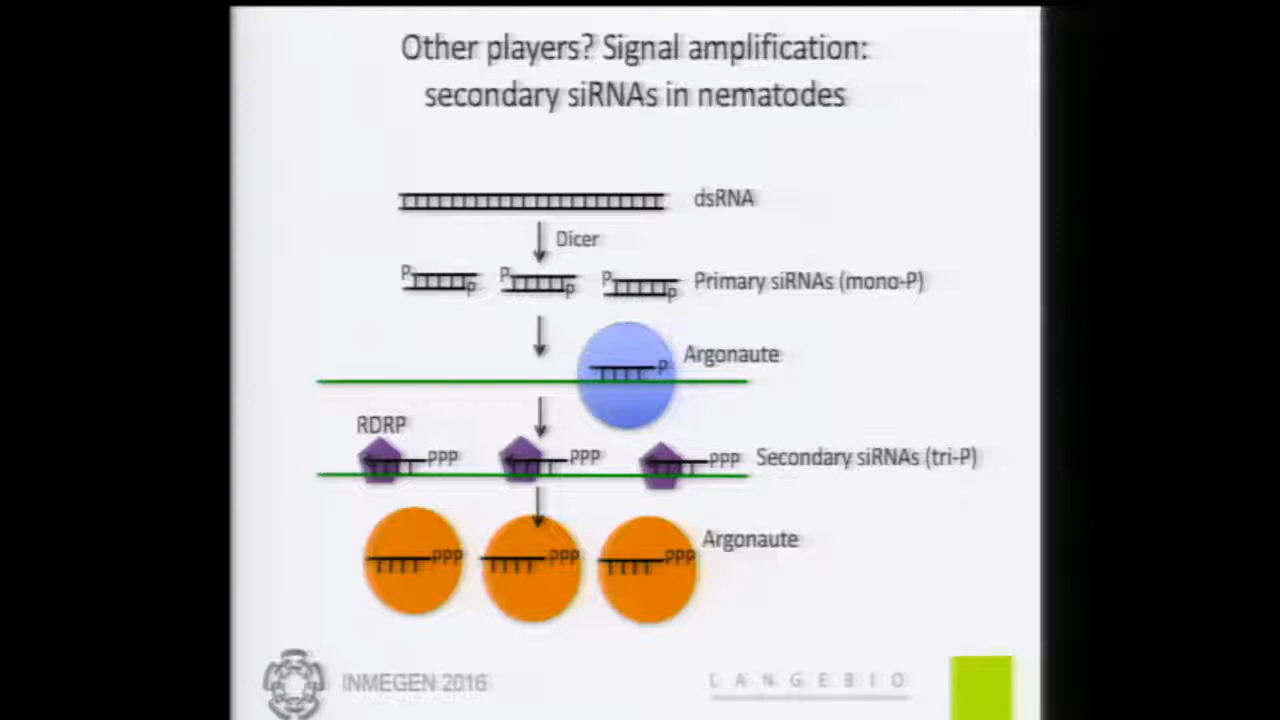 Other players? Signal amplification:
secondary siRNAs in nematodes
dsRNA
Dicer
P P P
P P P
Primary siRNAs (mono-P)
Argonaute
P
RDRP
PPP PPP PPP
Secondary siRNAs (tri-P)
Argonaute
PPP PPP PPP
INMEGEN 2016
LANGEBIO